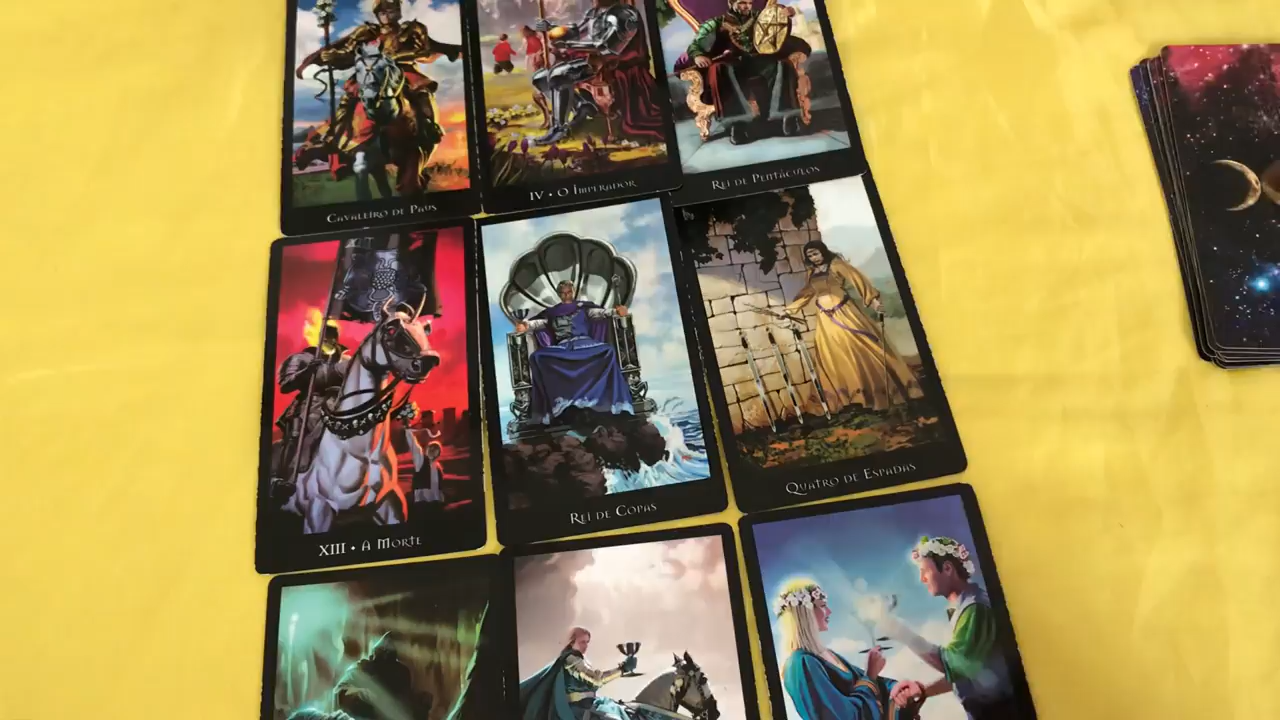 Cavaleiro de Paus
IV • O Imperador
Rei de Pentáculos
XIII • A Morte
Rei de Copas
Quatro de Espadas